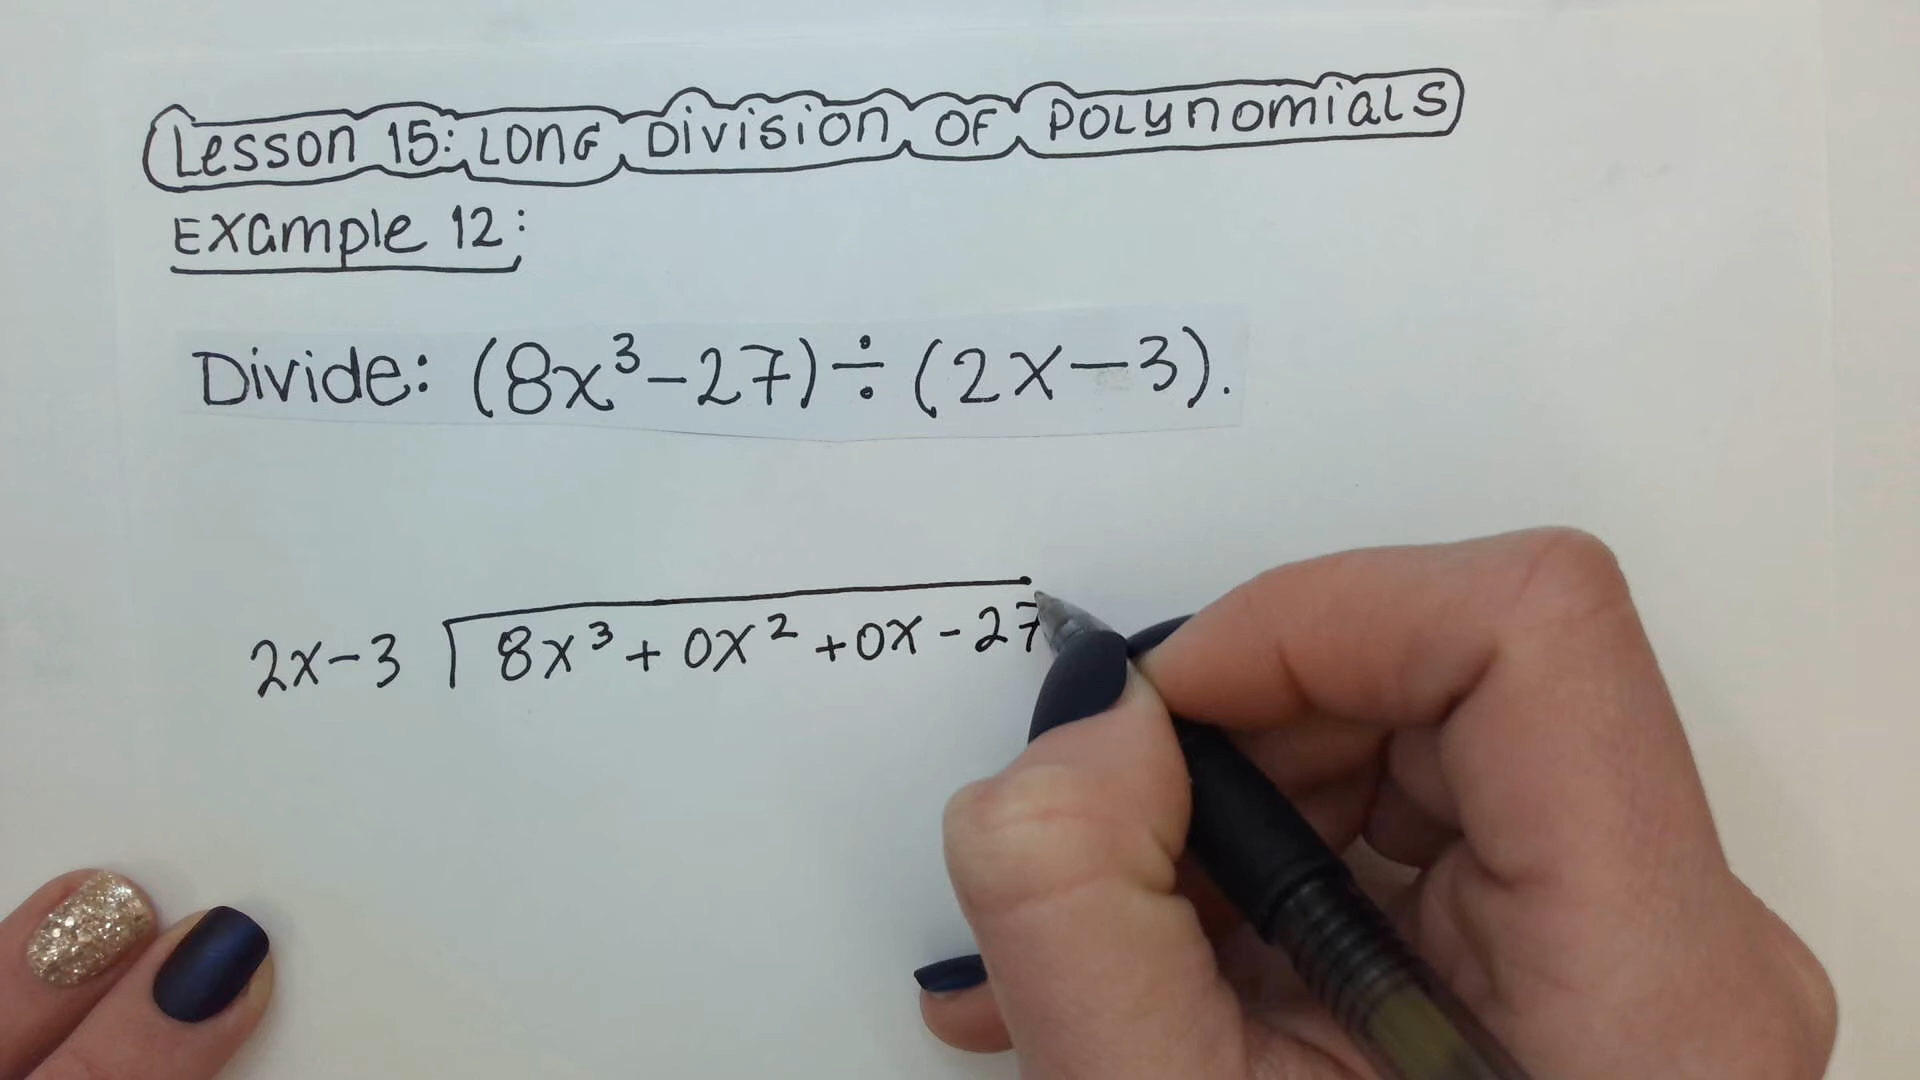 Lesson 15: LONG DIVISION OF POLYNOMIALS
Example 12:
Divide: (8x³-27)÷(2x-3).
2x-3 8x³+0x²+0x-27